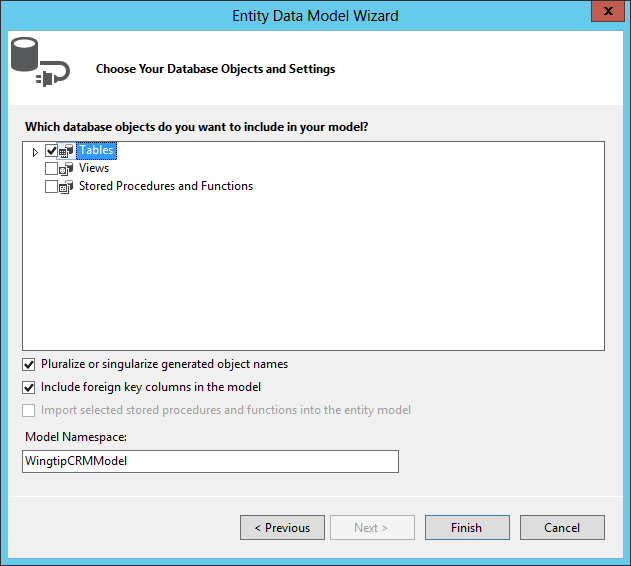 Entity Data Model Wizard
x
Choose Your Database Objects and Settings
Which database objects do you want to include in your model?
Tables
Views
Stored Procedures and Functions
Pluralize or singularize generated object names
Include foreign key columns in the model
Import selected stored procedures and functions into the entity model
Model Namespace:
WingtipCRMModel
< Previous
Next >
Finish
Cancel